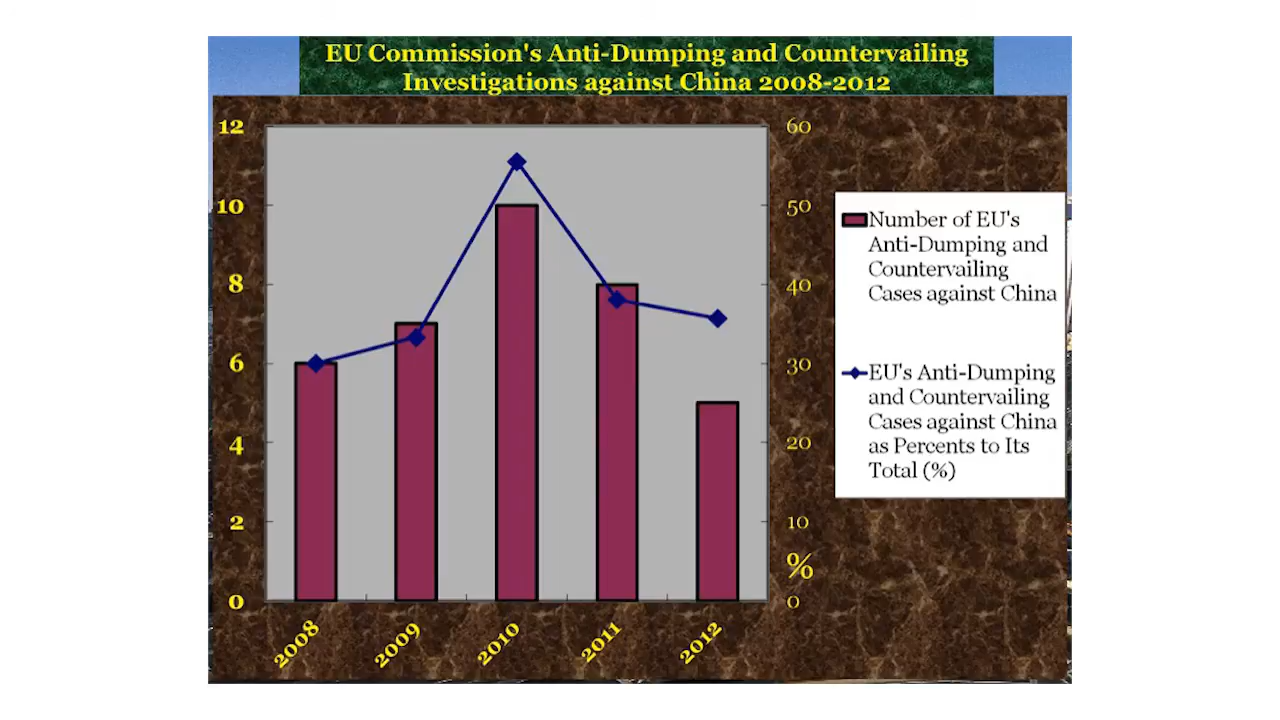 EU Commission's Anti-Dumping and Countervailing
Investigations against China 2008-2012
12
10
8
6
4
2
0
60
50
40
30
20
10
%
0
2008
2009
2010
2011
2012
Number of EU's
Anti-Dumping and
Countervailing
Cases against China
EU's Anti-Dumping
and Countervailing
Cases against China
as Percents to Its
Total (%)